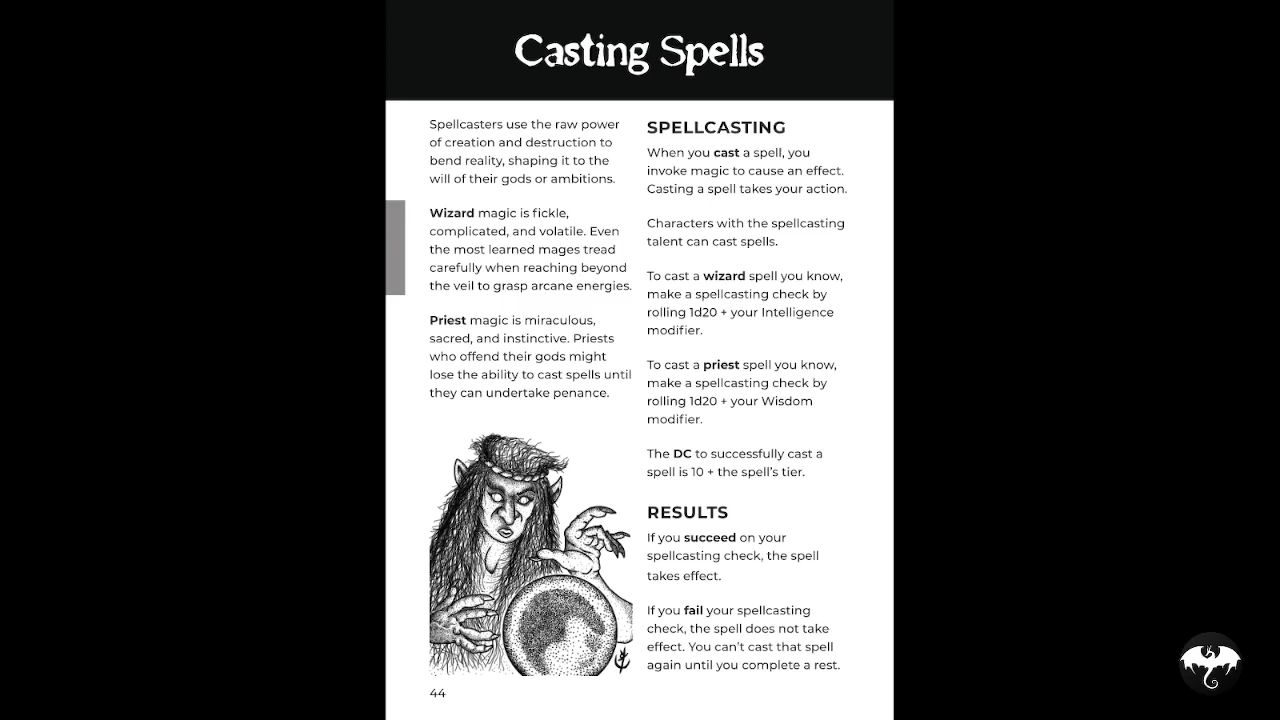 Casting Spells
Spellcasters use the raw power
of creation and destruction to
bend reality, shaping it to the
will of their gods or ambitions.
Wizard magic is fickle,
complicated, and volatile. Even
the most learned mages tread
carefully when reaching beyond
the veil to grasp arcane energies.
Priest magic is miraculous,
sacred, and instinctive. Priests
who offend their gods might
lose the ability to cast spells until
they can undertake penance.
44
SPELLCASTING
When you cast a spell, you
invoke magic to cause an effect.
Casting a spell takes your action.
Characters with the spellcasting
talent can cast spells.
To cast a wizard spell you know,
make a spellcasting check by
rolling 1d20 + your Intelligence
modifier.
To cast a priest spell you know,
make a spellcasting check by
rolling 1d20 + your Wisdom
modifier.
The DC to successfully cast a
spell is 10 + the spell's tier.
RESULTS
If you succeed on your
spellcasting check, the spell
takes effect.
If you fail your spellcasting
check, the spell does not take
effect. You can't cast that spell
again until you complete a rest.